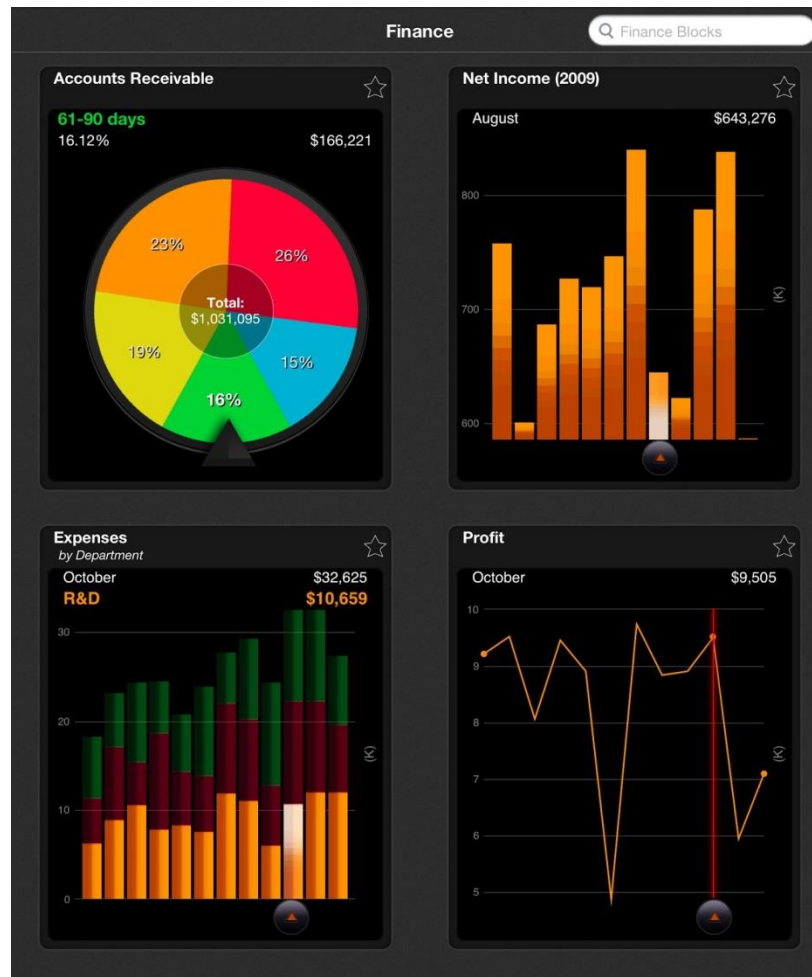 Finance
Finance Blocks
Accounts Receivable
61-90 days
16.12% $166,221
23%
26%
Total:
$1,031,095
19%
15%
16%
Net Income (2009)
August $643,276
800
700
(K)
600
Expenses
by Department
October $32,625
R&D $10,659
30
20
(K)
10
0
Profit
October $9,505
10
9
8
(K)
7
6
5